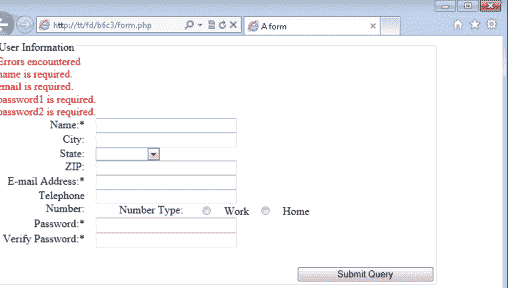 http://tt/fd/b6c3/form.php
A form
User Information
Errors encountered
name is required.
email is required.
password1 is required.
password2 is required.
Name:*
City:
State:
ZIP:
E-mail Address:*
Telephone
Number:
Number Type: Work Home
Password:*
Verify Password:*
Submit Query